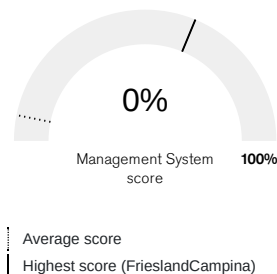 0%
Management System 100%
score
Average score
Highest score (FrieslandCampina)